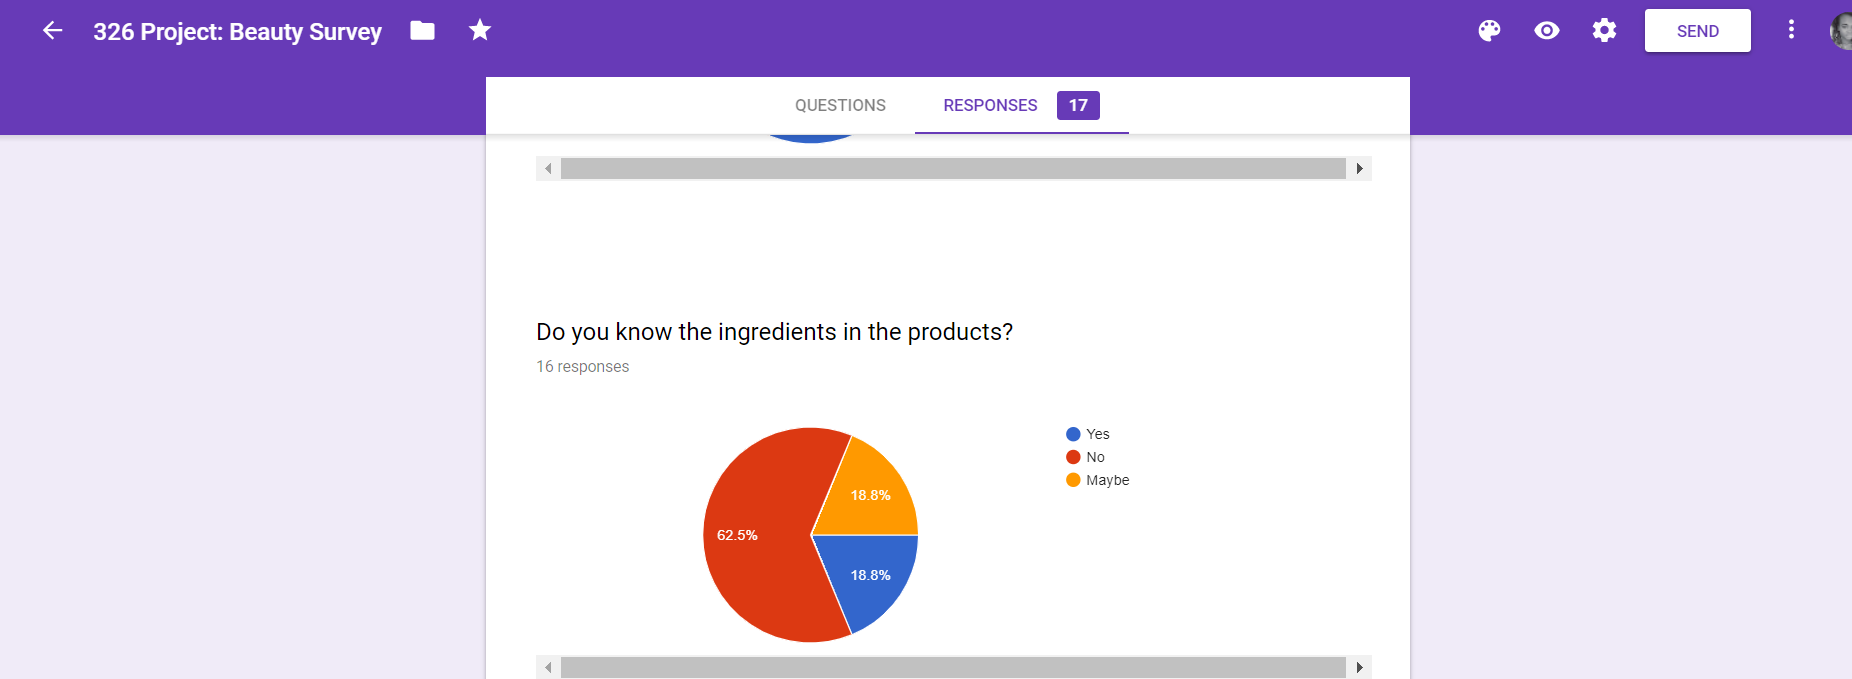 326 Project: Beauty Survey
SEND
QUESTIONS
RESPONSES 17
Do you know the ingredients in the products?
16 responses
Yes
No
Maybe
18.8%
62.5%
18.8%